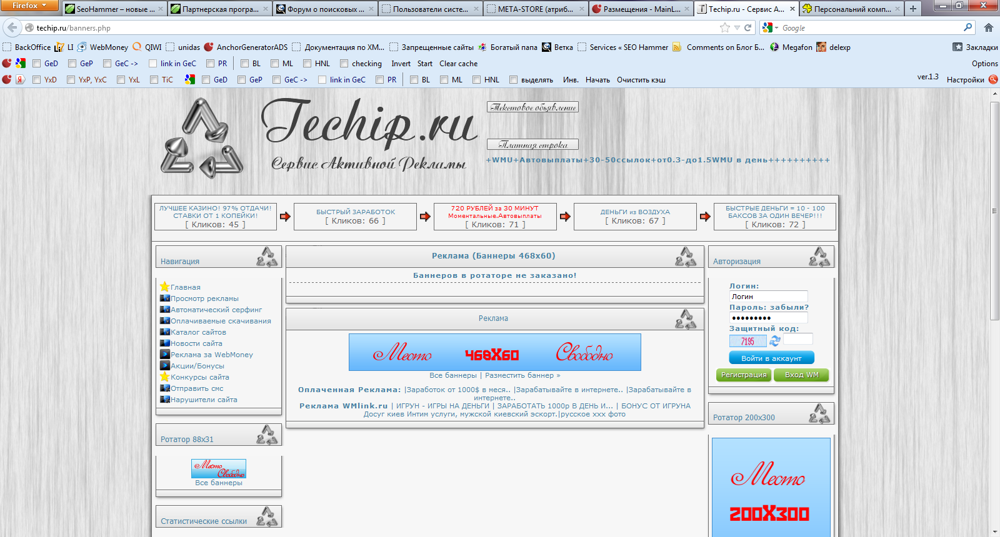 Firefox
SeoHammer – новые ...
Партнерская програ...
Форум о поисковых ...
Пользователи систе...
META-STORE (атриб...
Размещения - MainL...
Techip.ru - Сервис А...
Персональний комп...
techip.ru/banners.php
Google
BackOffice
LI
WebMoney
QIWI
unidas
AnchorGeneratorADS
Документация по XM...
Запрещенные сайты
Богатый папа
Ветка
Services « SEO Hammer
Comments on Блог Б...
Megafon
delexp
Закладки
GeD GeP GeC -> link in GeC PR BL ML HNL checking Invert Start Clear cache Options
YxD YxP, YxC YxL TiC GeD GeP GeC -> link in GeC PR BL ML HNL выделять Инв. Начать Очистить кэш ver.1.3 Настройки
Techip.ru
Сервис Активной Рекламы
Текстовое объявление
Платная строка
+WMU+Автовыплаты+30-50ссылок+от0.3-до1.5WMU в день++++++++++
ЛУЧШЕЕ КАЗИНО! 97% ОТДАЧИ!
СТАВКИ ОТ 1 КОПЕЙКИ!
[ Кликов: 45 ]
БЫСТРЫЙ ЗАРАБОТОК
[ Кликов: 66 ]
720 РУБЛЕЙ за 30 МИНУТ
Моментальные.Автовыплаты
[ Кликов: 71 ]
ДЕНЬГИ из ВОЗДУХА
[ Кликов: 67 ]
БЫСТРЫЕ ДЕНЬГИ = 10 - 100
БАКСОВ ЗА ОДИН ВЕЧЕР!!!
[ Кликов: 72 ]
Навигация
Главная
Просмотр рекламы
Автоматический серфинг
Оплачиваемые скачивания
Каталог сайтов
Новости сайта
Реклама за WebMoney
Акции/Бонусы
Конкурсы сайта
Отправить смс
Нарушители сайта
Ротатор 88x31
Место
Свободно
Все баннеры
Статистические ссылки
Реклама (Баннеры 468x60)
Баннеров в ротаторе не заказано!
Реклама
Место 468X60 Свободно
Все баннеры | Разместить баннер »
Оплаченная Реклама: |Заработок от 1000$ в меся.. |Зарабатывайте в интернете.. |Зарабатывайте в
интернете..
Реклама WMlink.ru | ИГРУН - ИГРЫ НА ДЕНЬГИ | ЗАРАБОТАТЬ 1000р В ДЕНЬ И... | БОНУС ОТ ИГРУНА
Досуг киев Интим услуги, мужской киевский эскорт.|русское ххх фото
Авторизация
Логин:
Логин
Пароль: забыли?
Защитный код:
7195
Войти в аккаунт
Регистрация
Вход WM
Ротатор 200x300
Место
200X300